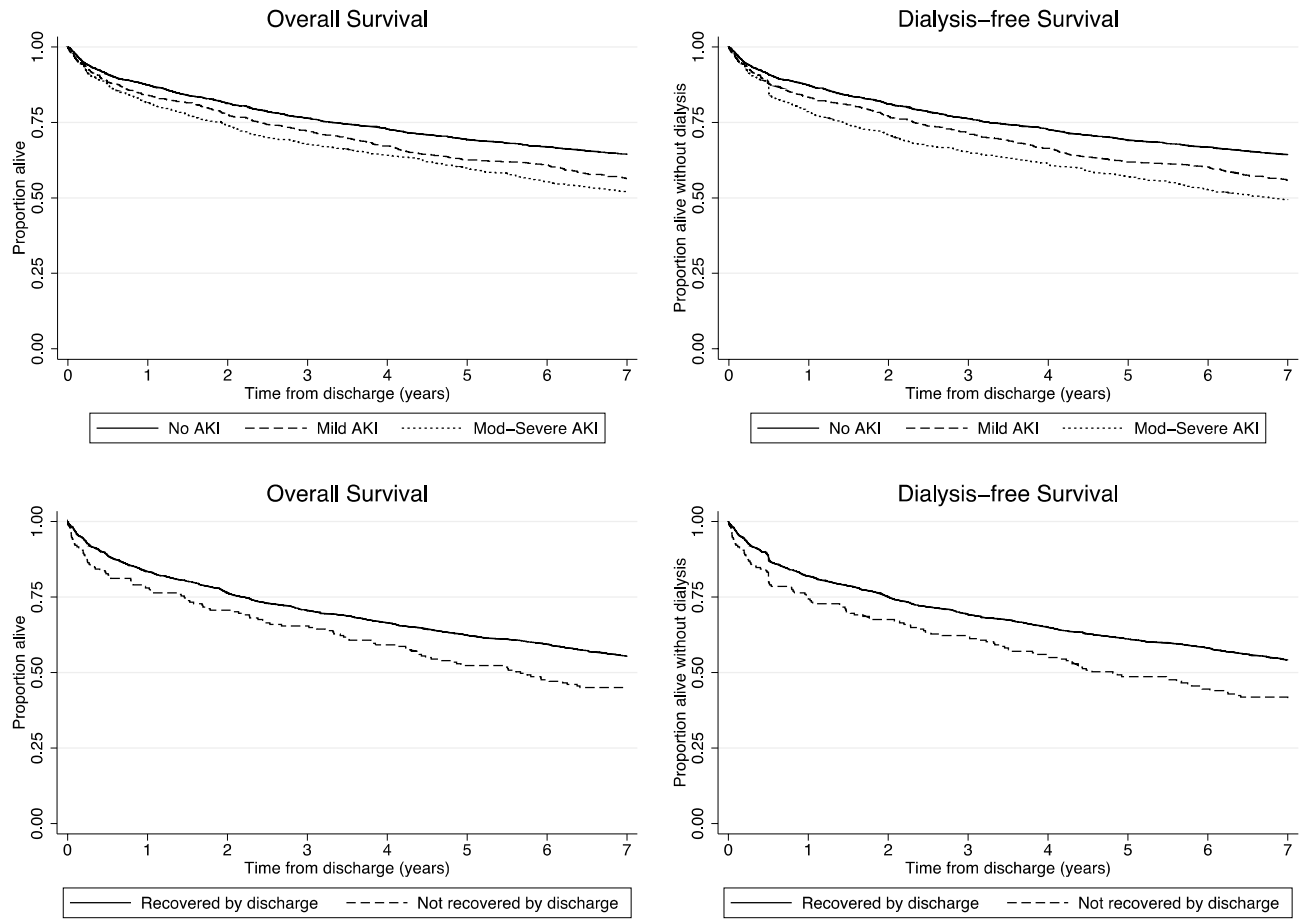 Overall Survival
Proportion alive
1.00
0.75
0.50
0.25
0.00
0 1 2 3 4 5 6 7
Time from discharge (years)
No AKI Mild AKI Mod−Severe AKI
Dialysis−free Survival
Proportion alive without dialysis
1.00
0.75
0.50
0.25
0.00
0 1 2 3 4 5 6 7
Time from discharge (years)
No AKI Mild AKI Mod−Severe AKI
Overall Survival
Proportion alive
1.00
0.75
0.50
0.25
0.00
0 1 2 3 4 5 6 7
Time from discharge (years)
Recovered by discharge Not recovered by discharge
Dialysis−free Survival
Proportion alive without dialysis
1.00
0.75
0.50
0.25
0.00
0 1 2 3 4 5 6 7
Time from discharge (years)
Recovered by discharge Not recovered by discharge